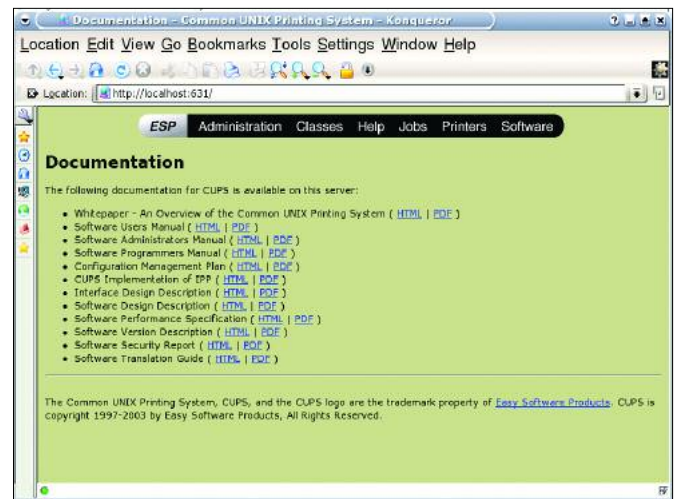 Documentation - Common UNIX Printing System - Konqueror
Location Edit View Go Bookmarks Tools Settings Window Help
Location: http://localhost:631/
ESP Administration Classes Help Jobs Printers Software
Documentation
The following documentation for CUPS is available on this server:
• Whitepaper - An Overview of the Common UNIX Printing System ( HTML | PDF )
• Software Users Manual ( HTML | PDF )
• Software Administrators Manual ( HTML | PDF )
• Software Programmers Manual ( HTML | PDF )
• Configuration Management Plan ( HTML | PDF )
• CUPS Implementation of IPP ( HTML | PDF )
• Interface Design Description ( HTML | PDF )
• Software Design Description ( HTML | PDF )
• Software Performance Specification ( HTML | PDF )
• Software Version Description ( HTML | PDF )
• Software Security Report ( HTML | PDF )
• Software Translation Guide ( HTML | PDF )
The Common UNIX Printing System, CUPS, and the CUPS logo are the trademark property of Easy Software Products. CUPS is
copyright 1997-2003 by Easy Software Products, All Rights Reserved.